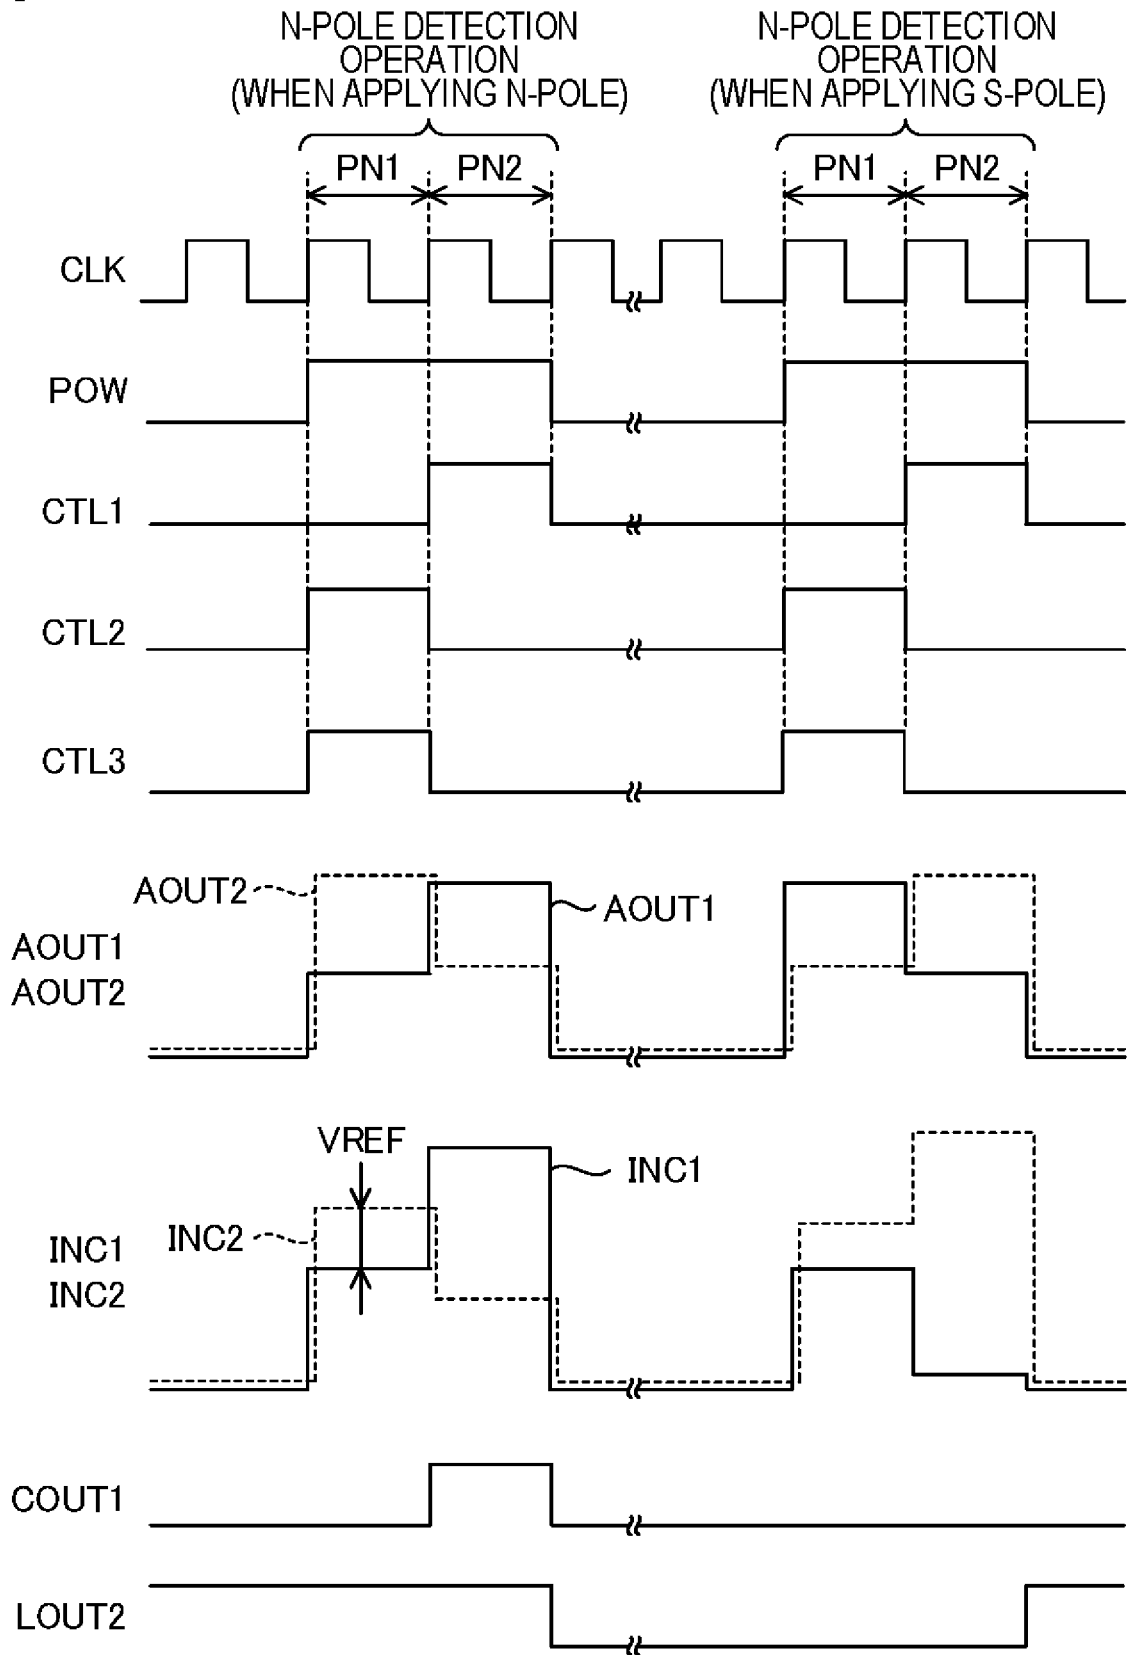 N-POLE DETECTION
OPERATION
(WHEN APPLYING N-POLE)
N-POLE DETECTION
OPERATION
(WHEN APPLYING S-POLE)
PN1
PN2
PN1
PN2
CLK
POW
CTL1
CTL2
CTL3
AOUT2
AOUT1
AOUT1
AOUT2
VREF
INC1
INC2
INC1
INC2
COUT1
LOUT2